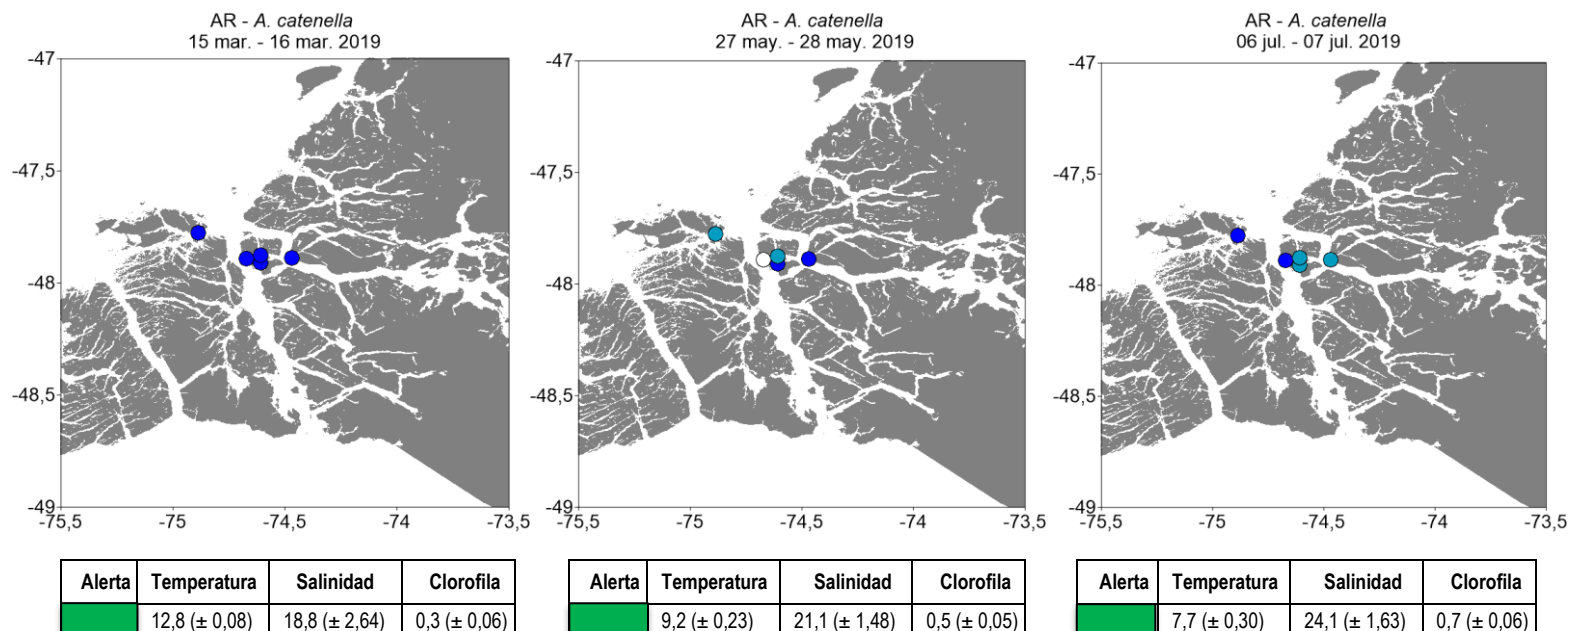 AR - A. catenella
15 mar. - 16 mar. 2019
-47
-47,5
-48
-48,5
-49
-75,5 -75 -74,5 -74 -73,5
Alerta Temperatura Salinidad Clorofila
12,8 (± 0,08) 18,8 (± 2,64) 0,3 (± 0,06)
AR - A. catenella
27 may. - 28 may. 2019
-47
-47,5
-48
-48,5
-49
-75,5 -75 -74,5 -74 -73,5
Alerta Temperatura Salinidad Clorofila
9,2 (± 0,23) 21,1 (± 1,48) 0,5 (± 0,05)
AR - A. catenella
06 jul. - 07 jul. 2019
-47
-47,5
-48
-48,5
-49
-75,5 -75 -74,5 -74 -73,5
Alerta Temperatura Salinidad Clorofila
7,7 (± 0,30) 24,1 (± 1,63) 0,7 (± 0,06)